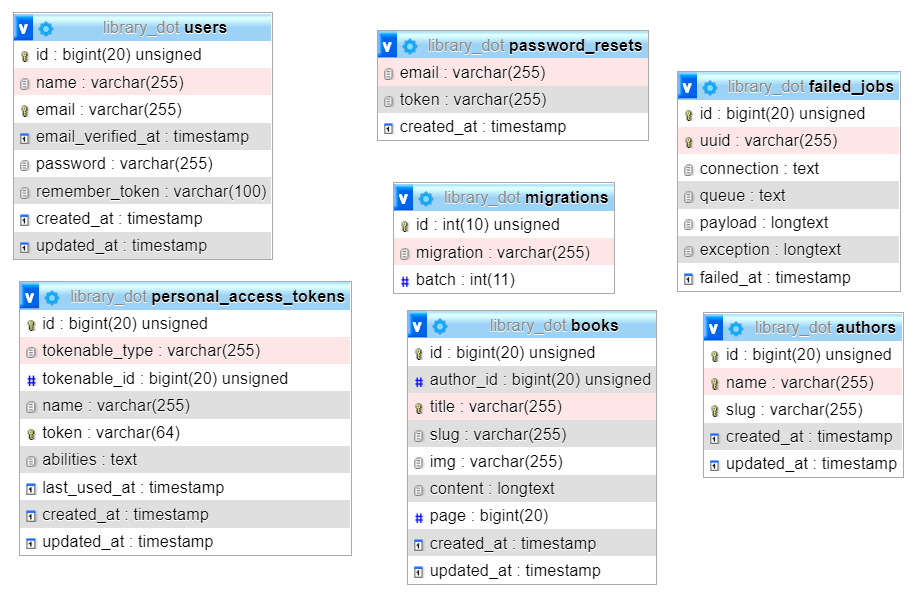 library_dot users
id : bigint(20) unsigned
name : varchar(255)
email : varchar(255)
email_verified_at : timestamp
password : varchar(255)
remember_token : varchar(100)
created_at : timestamp
updated_at : timestamp
library_dot password_resets
email : varchar(255)
token : varchar(255)
created_at : timestamp
library_dot failed_jobs
id : bigint(20) unsigned
uuid : varchar(255)
connection : text
queue : text
payload : longtext
exception : longtext
failed_at : timestamp
library_dot migrations
id : int(10) unsigned
migration : varchar(255)
batch : int(11)
library_dot personal_access_tokens
id : bigint(20) unsigned
tokenable_type : varchar(255)
tokenable_id : bigint(20) unsigned
name : varchar(255)
token : varchar(64)
abilities : text
last_used_at : timestamp
created_at : timestamp
updated_at : timestamp
library_dot books
id : bigint(20) unsigned
author_id : bigint(20) unsigned
title : varchar(255)
slug : varchar(255)
img : varchar(255)
content : longtext
page : bigint(20)
created_at : timestamp
updated_at : timestamp
library_dot authors
id : bigint(20) unsigned
name : varchar(255)
slug : varchar(255)
created_at : timestamp
updated_at : timestamp